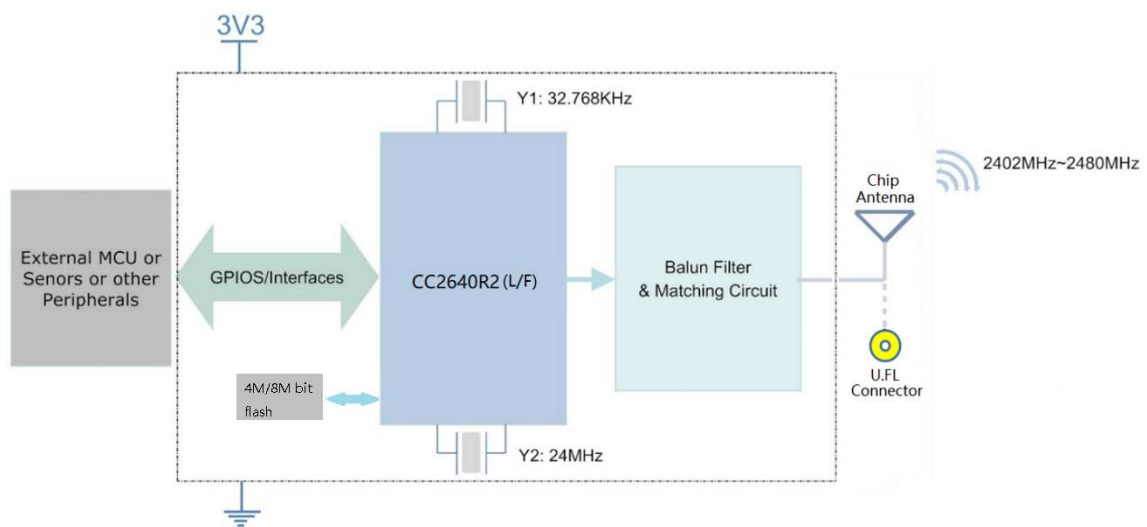 3V3
Y1: 32.768KHz
2402MHz~2480MHz
Chip
Antenna
External MCU or
Senors or other
Peripherals
GPIOS/Interfaces
CC2640R2 (L/F)
Balun Filter
& Matching Circuit
4M/8M bit
flash
U.FL
Connector
Y2: 24MHz